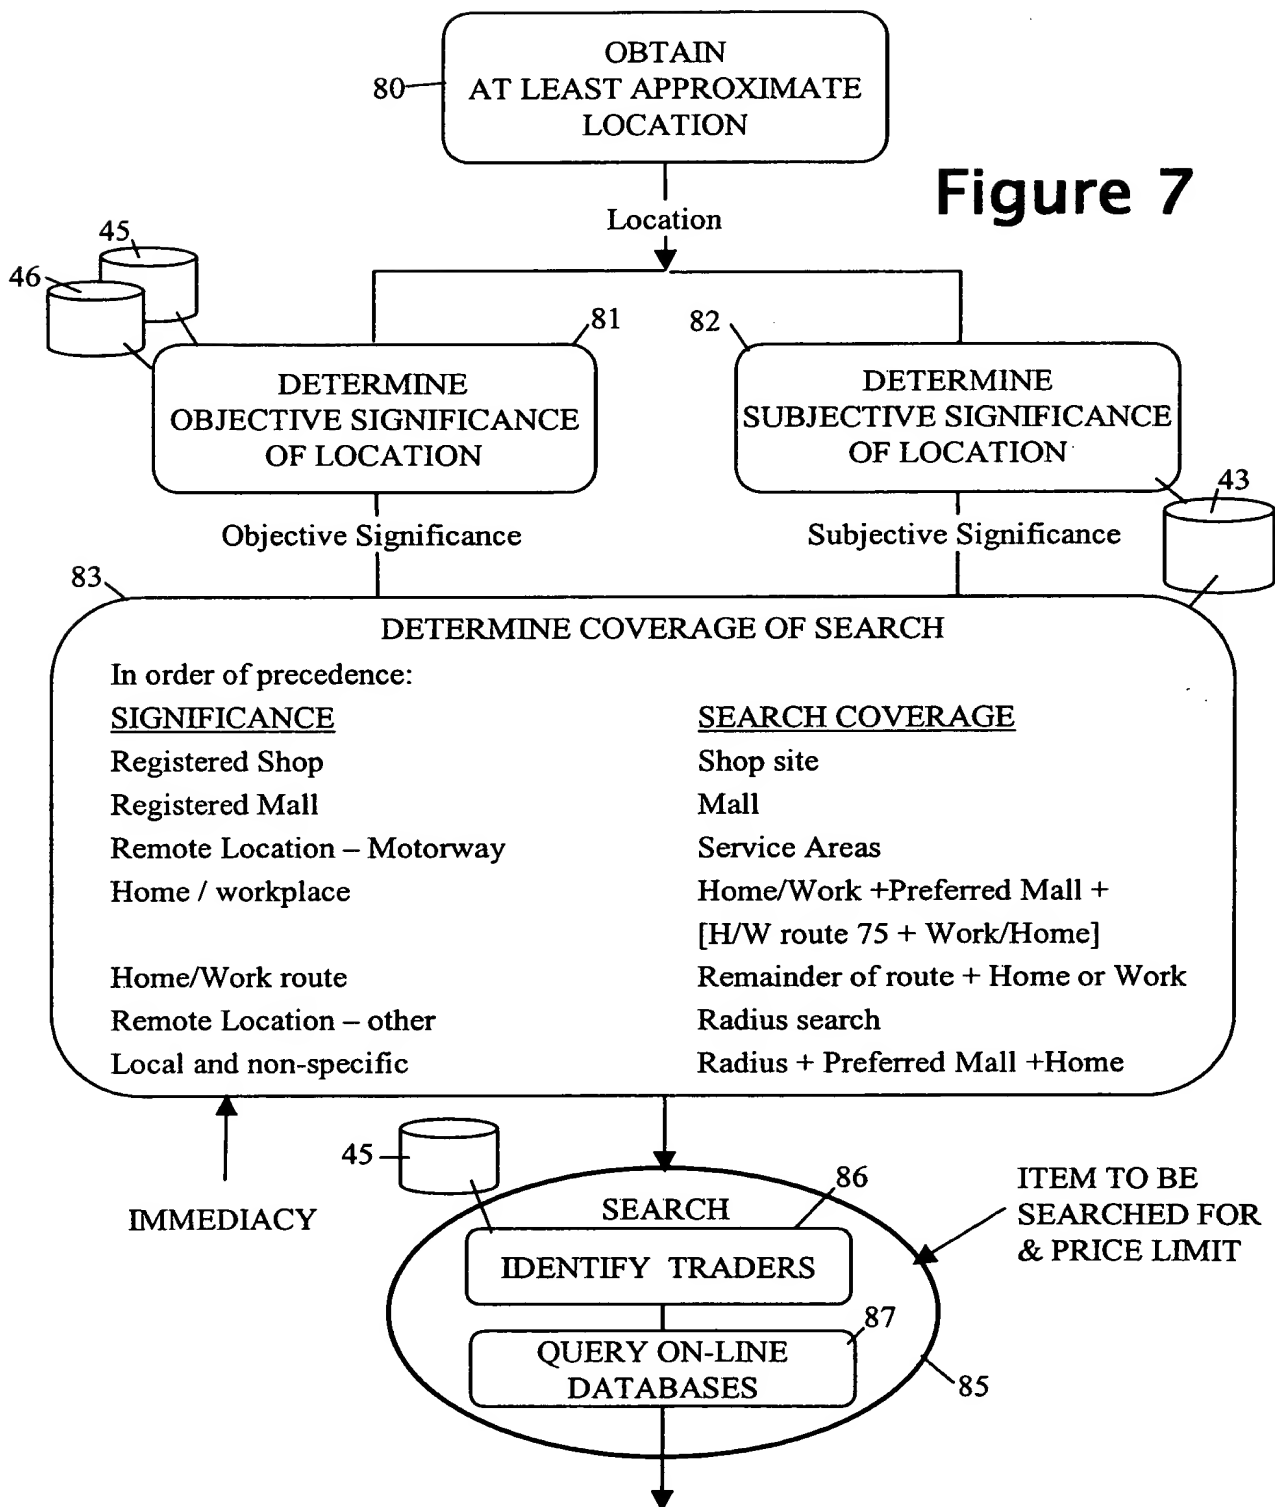 OBTAIN
AT LEAST APPROXIMATE
LOCATION
80
Figure 7
Location
45
46
81
82
DETERMINE
OBJECTIVE SIGNIFICANCE
OF LOCATION
DETERMINE
SUBJECTIVE SIGNIFICANCE
OF LOCATION
43
Objective Significance
Subjective Significance
83
DETERMINE COVERAGE OF SEARCH
In order of precedence:
SIGNIFICANCE
SEARCH COVERAGE
Registered Shop
Shop site
Registered Mall
Mall
Remote Location – Motorway
Service Areas
Home / workplace
Home/Work +Preferred Mall +
[H/W route 75 + Work/Home]
Home/Work route
Remainder of route + Home or Work
Remote Location – other
Radius search
Local and non-specific
Radius + Preferred Mall +Home
45
IMMEDIACY
SEARCH
86
ITEM TO BE
SEARCHED FOR
& PRICE LIMIT
IDENTIFY TRADERS
87
QUERY ON-LINE
DATABASES
85